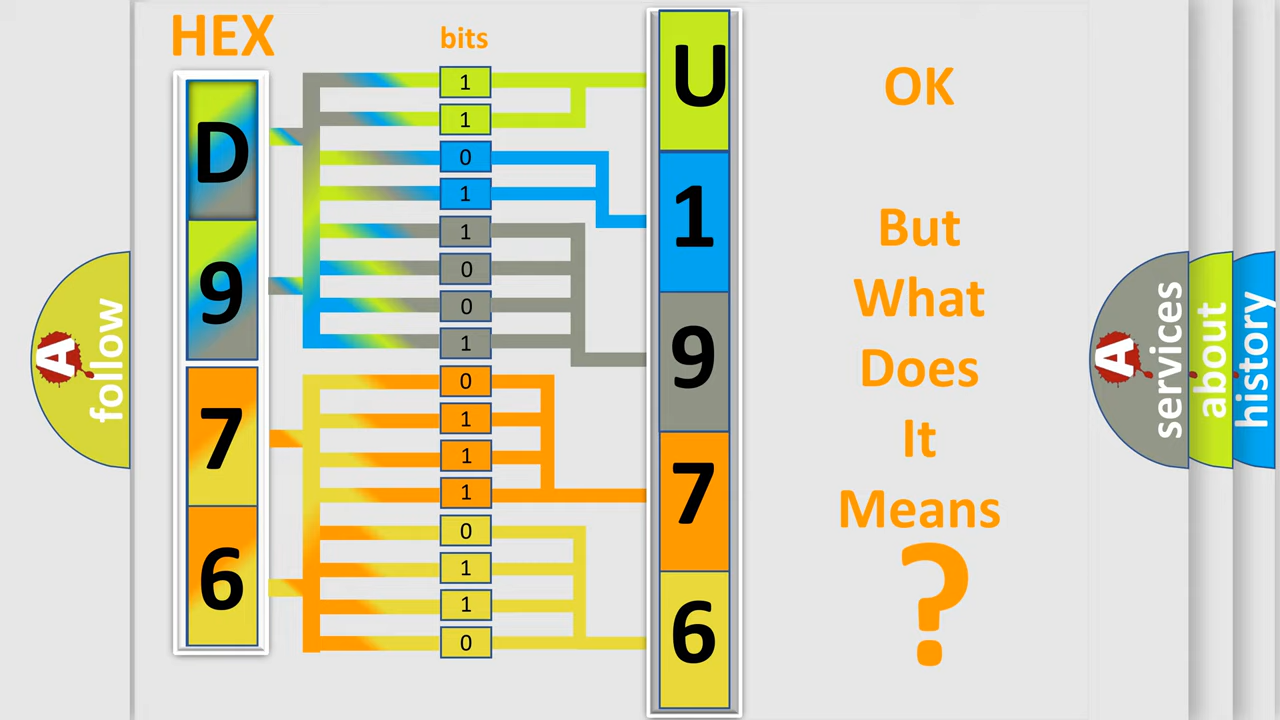 HEX
bits
D
9
7
6
1
1
0
1
1
0
0
1
0
1
1
1
0
1
1
0
U
1
9
7
6
OK
But
What
Does
It
Means
?
A
follow
A
services
about
history